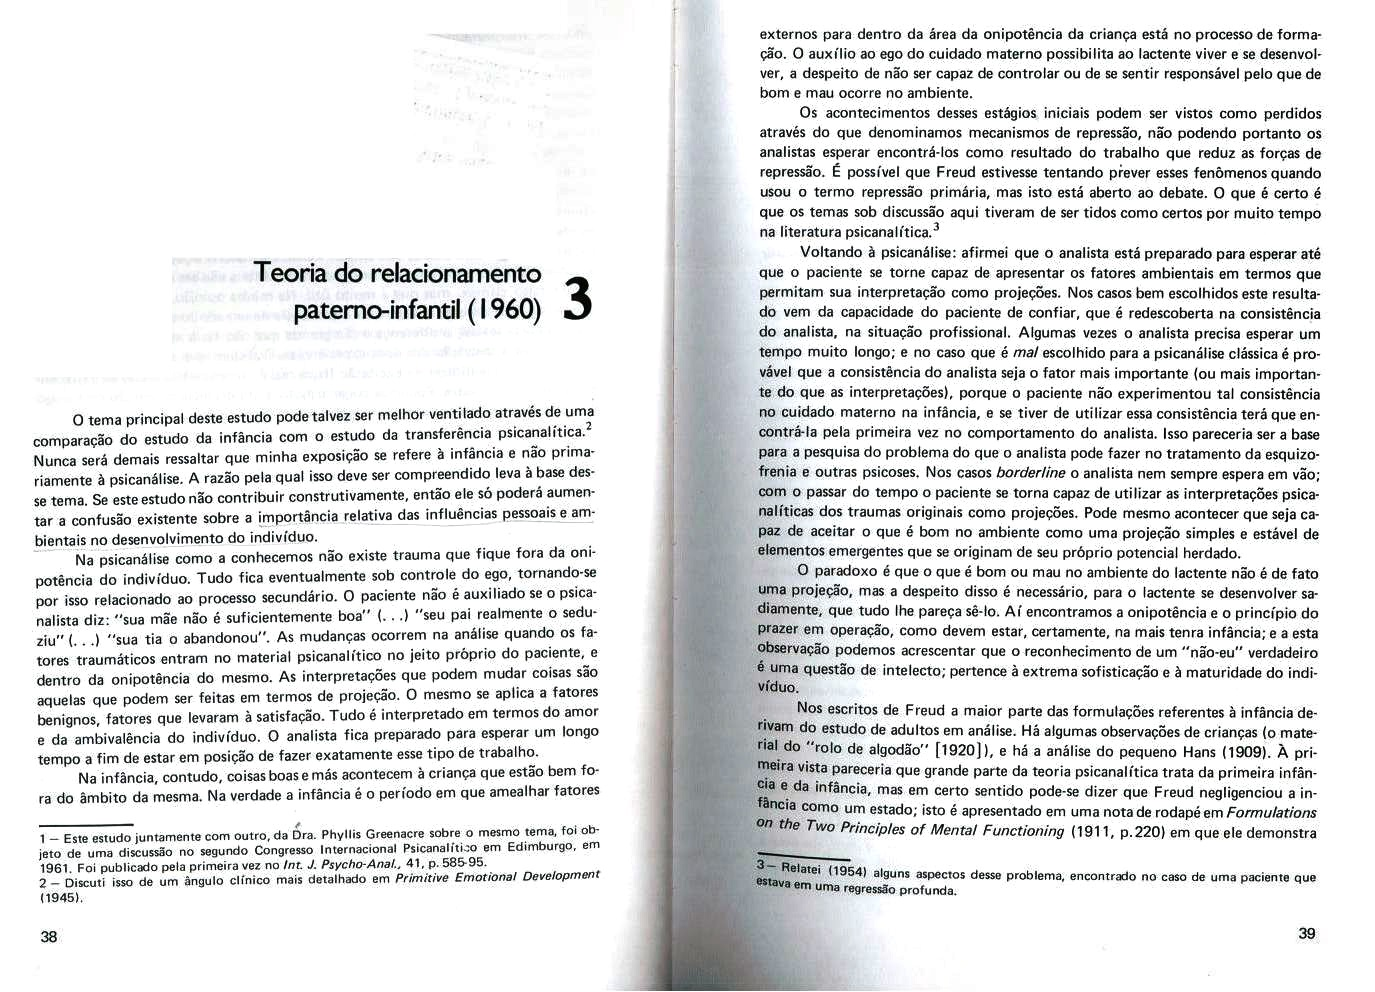 Teoria do relacionamento
paterno-infantil (1960)
3
O tema principal deste estudo pode talvez ser melhor ventilado através de uma
comparação do estudo da infância com o estudo da transferência psicanalítica.2
Nunca será demais ressaltar que minha exposição se refere à infância e não prima-
riamente à psicanálise. A razão pela qual isso deve ser compreendido leva à base des-
se tema. Se este estudo não contribuir construtivamente, então ele só poderá aumen-
tar a confusão existente sobre a importância relativa das influências pessoais e am-
bientais no desenvolvimento do indivíduo.
Na psicanálise como a conhecemos não existe trauma que fique fora da oni-
potência do indivíduo. Tudo fica eventualmente sob controle do ego, tornando-se
por isso relacionado ao processo secundário. O paciente não é auxiliado se o psica-
nalista diz: "sua mãe não é suficientemente boa" (. . .) "seu pai realmente o sedu-
ziu" (. . .) "sua tia o abandonou". As mudanças ocorrem na análise quando os fa-
tores traumáticos entram no material psicanalítico no jeito próprio do paciente, e
dentro da onipotência do mesmo. As interpretações que podem mudar coisas são
aquelas que podem ser feitas em termos de projeção. O mesmo se aplica a fatores
benignos, fatores que levaram à satisfação. Tudo é interpretado em termos do amor
e da ambivalência do indivíduo. O analista fica preparado para esperar um longo
tempo a fim de estar em posição de fazer exatamente esse tipo de trabalho.
Na infância, contudo, coisas boas e más acontecem à criança que estão bem fo-
ra do âmbito da mesma. Na verdade a infância é o período em que amealhar fatores
1 — Este estudo juntamente com outro, da Dra. Phyllis Greenacre sobre o mesmo tema, foi ob-
jeto de uma discussão no segundo Congresso Internacional Psicanalítico em Edimburgo, em
1961. Foi publicado pela primeira vez no Int. J. Psycho-Anal., 41, p. 585-95.
2 — Discuti isso de um ângulo clínico mais detalhado em Primitive Emotional Development
(1945).
38
externos para dentro da área da onipotência da criança está no processo de forma-
ção. O auxílio ao ego do cuidado materno possibilita ao lactente viver e se desenvol-
ver, a despeito de não ser capaz de controlar ou de se sentir responsável pelo que de
bom e mau ocorre no ambiente.
Os acontecimentos desses estágios iniciais podem ser vistos como perdidos
através do que denominamos mecanismos de repressão, não podendo portanto os
analistas esperar encontrá-los como resultado do trabalho que reduz as forças de
repressão. É possível que Freud estivesse tentando prever esses fenômenos quando
usou o termo repressão primária, mas isto está aberto ao debate. O que é certo é
que os temas sob discussão aqui tiveram de ser tidos como certos por muito tempo
na literatura psicanalítica.3
Voltando à psicanálise: afirmei que o analista está preparado para esperar até
que o paciente se torne capaz de apresentar os fatores ambientais em termos que
permitam sua interpretação como projeções. Nos casos bem escolhidos este resulta-
do vem da capacidade do paciente de confiar, que é redescoberta na consistência
do analista, na situação profissional. Algumas vezes o analista precisa esperar um
tempo muito longo; e no caso que é mal escolhido para a psicanálise clássica é pro-
vável que a consistência do analista seja o fator mais importante (ou mais importan-
te do que as interpretações), porque o paciente não experimentou tal consistência
no cuidado materno na infância, e se tiver de utilizar essa consistência terá que en-
contrá-la pela primeira vez no comportamento do analista. Isso pareceria ser a base
para a pesquisa do problema do que o analista pode fazer no tratamento da esquizo-
frenia e outras psicoses. Nos casos borderline o analista nem sempre espera em vão;
com o passar do tempo o paciente se torna capaz de utilizar as interpretações psica-
nalíticas dos traumas originais como projeções. Pode mesmo acontecer que seja ca-
paz de aceitar o que é bom no ambiente como uma projeção simples e estável de
elementos emergentes que se originam de seu próprio potencial herdado.
O paradoxo é que o que é bom ou mau no ambiente do lactente não é de fato
uma projeção, mas a despeito disso é necessário, para o lactente se desenvolver sa-
diamente, que tudo lhe pareça sê-lo. Aí encontramos a onipotência e o princípio do
prazer em operação, como devem estar, certamente, na mais tenra infância; e a esta
observação podemos acrescentar que o reconhecimento de um "não-eu" verdadeiro
é uma questão de intelecto; pertence à extrema sofisticação e à maturidade do indi-
víduo.
Nos escritos de Freud a maior parte das formulações referentes à infância de-
rivam do estudo de adultos em análise. Há algumas observações de crianças (o mate-
rial do "rolo de algodão" [1920]), e há a análise do pequeno Hans (1909). À pri-
meira vista pareceria que grande parte da teoria psicanalítica trata da primeira infân-
cia e da infância, mas em certo sentido pode-se dizer que Freud negligenciou a in-
fância como um estado; isto é apresentado em uma nota de rodapé em Formulations
on the Two Principles of Mental Functioning (1911, p.220) em que ele demonstra
3 — Relatei (1954) alguns aspectos desse problema, encontrado no caso de uma paciente que
estava em uma regressão profunda.
39